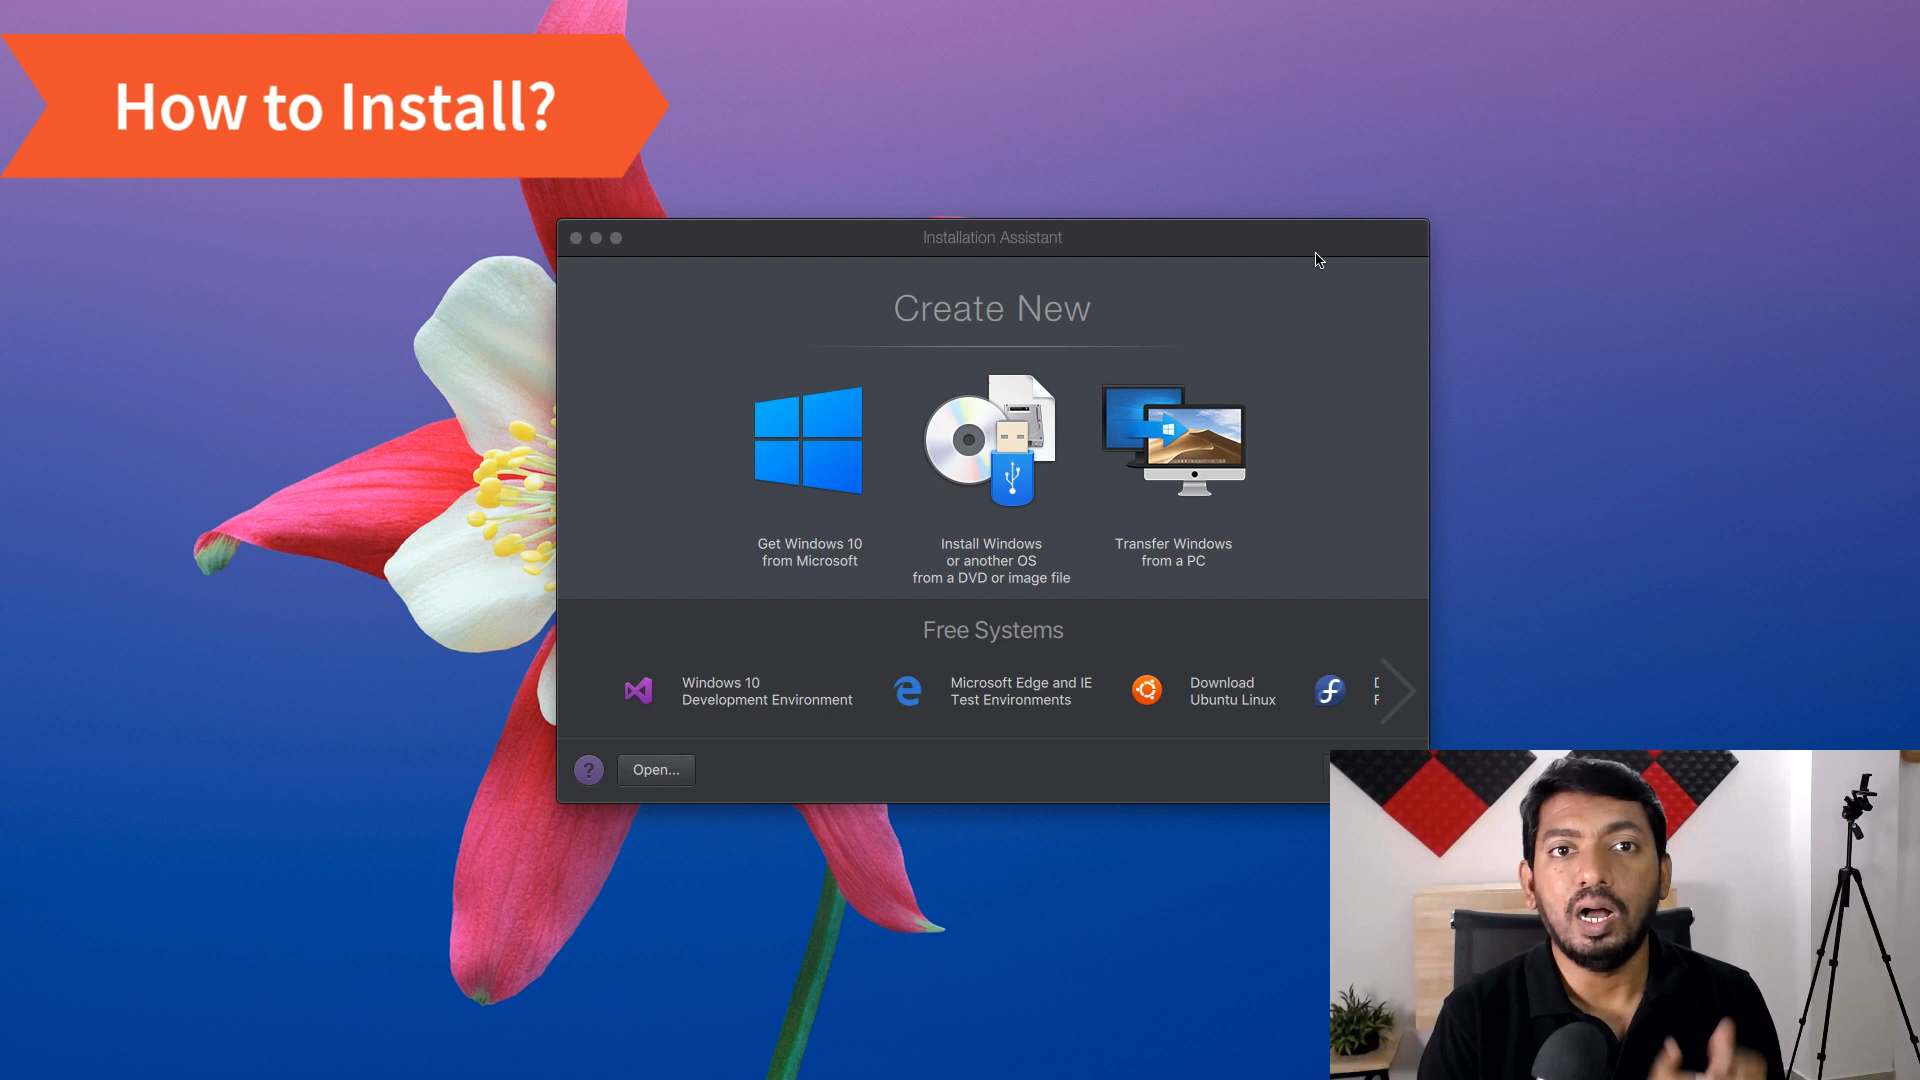 How to Install?
Installation Assistant
Create New
Get Windows 10
from Microsoft
Install Windows
or another OS
from a DVD or image file
Transfer Windows
from a PC
Free Systems
Windows 10
Development Environment
Microsoft Edge and IE
Test Environments
Download
Ubuntu Linux
?
Open...